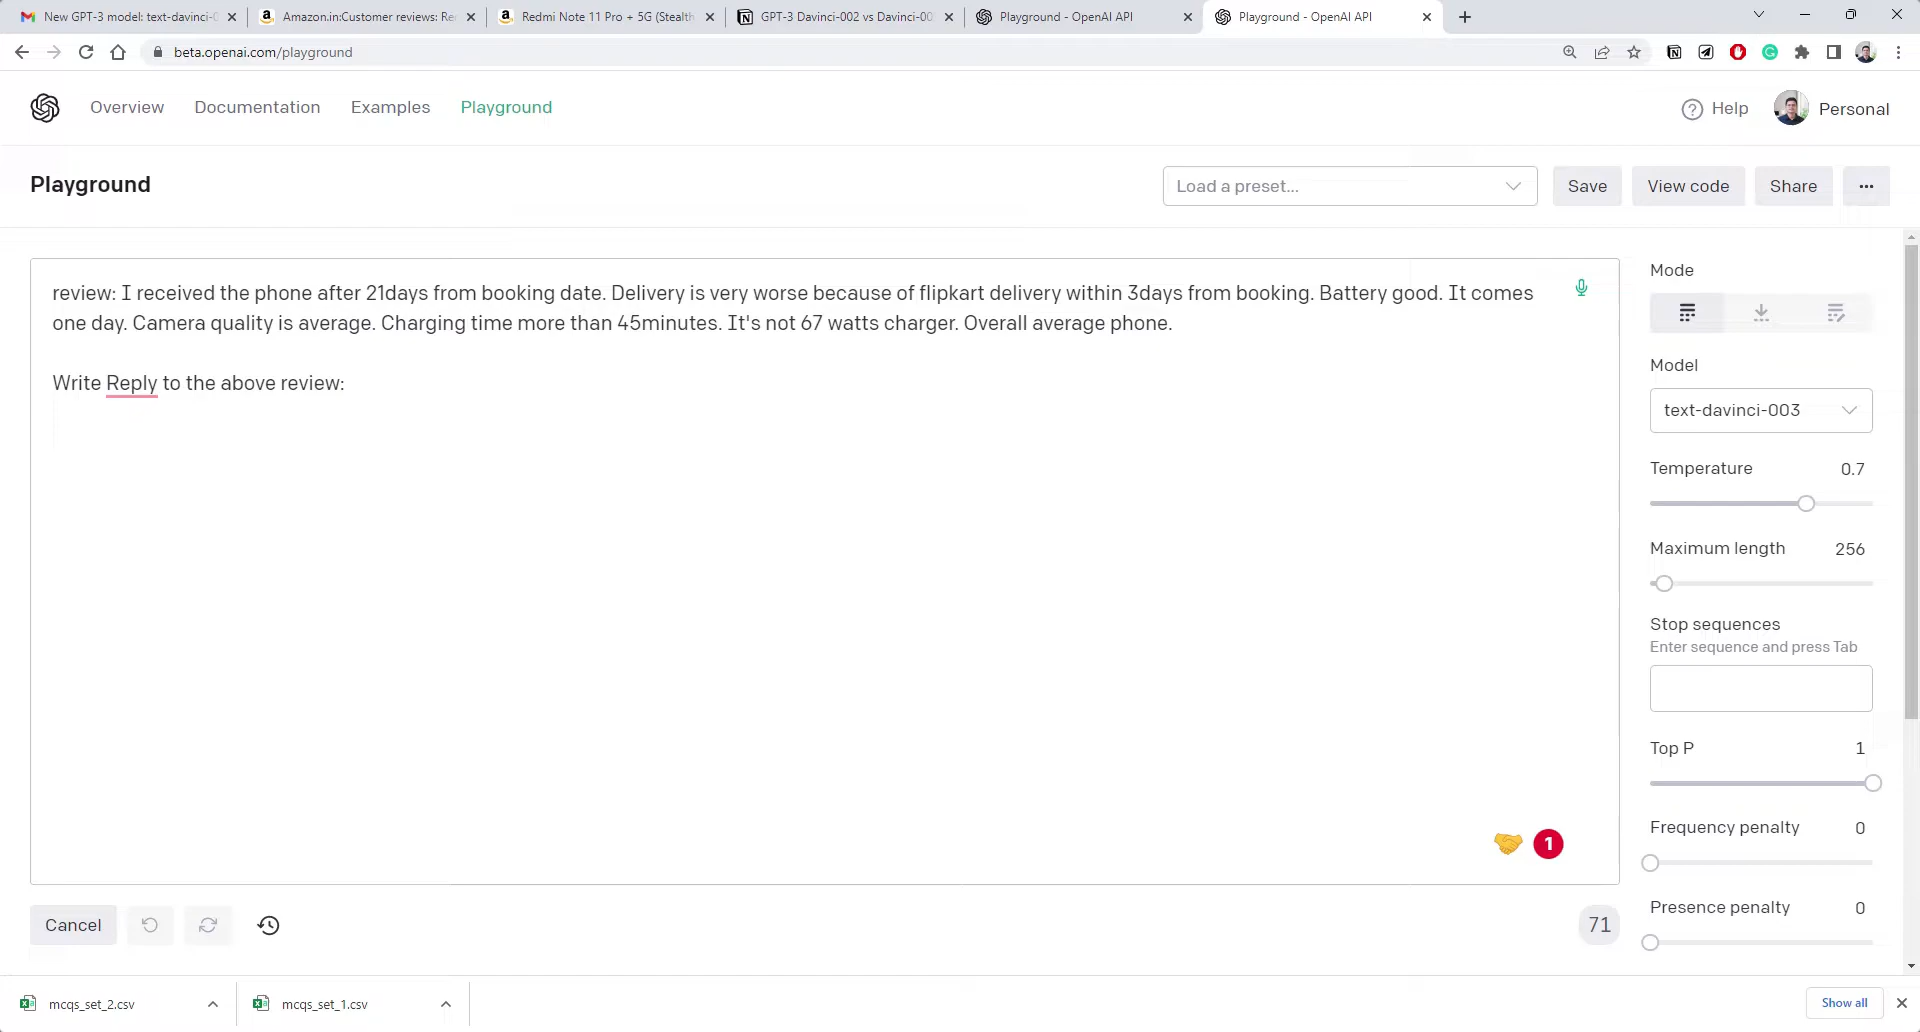 New GPT-3 model: text-davinci-0
Amazon.in:Customer reviews: Re
Redmi Note 11 Pro + 5G (Stealth
GPT-3 Davinci-002 vs Davinci-00
Playground - OpenAI API
Playground - OpenAI API
beta.openai.com/playground
Overview
Documentation
Examples
Playground
Help
Personal
Playground
Load a preset...
Save
View code
Share
review: I received the phone after 21days from booking date. Delivery is very worse because of flipkart delivery within 3days from booking. Battery good. It comes
one day. Camera quality is average. Charging time more than 45minutes. It's not 67 watts charger. Overall average phone.
Write Reply to the above review:
Mode
Model
text-davinci-003
Temperature 0.7
Maximum length 256
Stop sequences
Enter sequence and press Tab
Top P 1
Frequency penalty 0
Presence penalty 0
1
Cancel
71
mcqs_set_2.csv
mcqs_set_1.csv
Show all